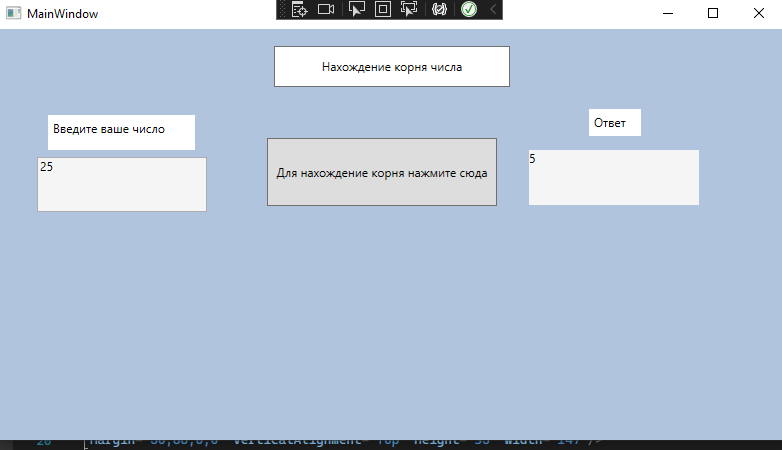 MainWindow
Нахождение корня числа
Введите ваше число
Ответ
25
Для нахождение корня нажмите сюда
5